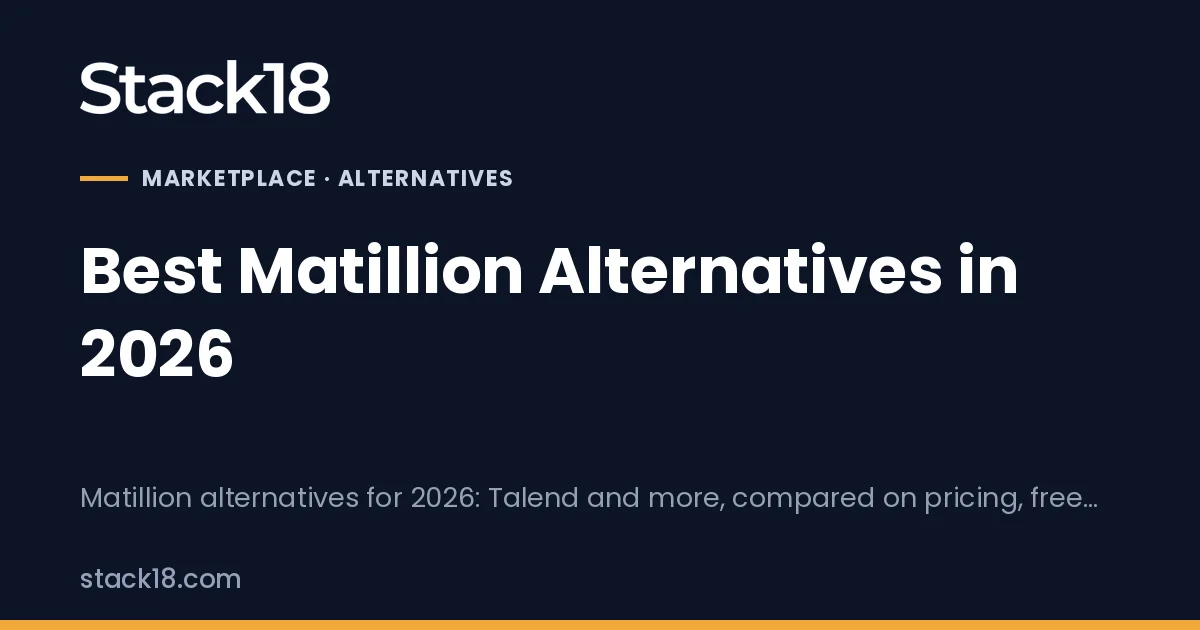 Stack18
MARKETPLACE · ALTERNATIVES
Best Matillion Alternatives in
2026
Matillion alternatives for 2026: Talend and more, compared on pricing, free...
stack18.com